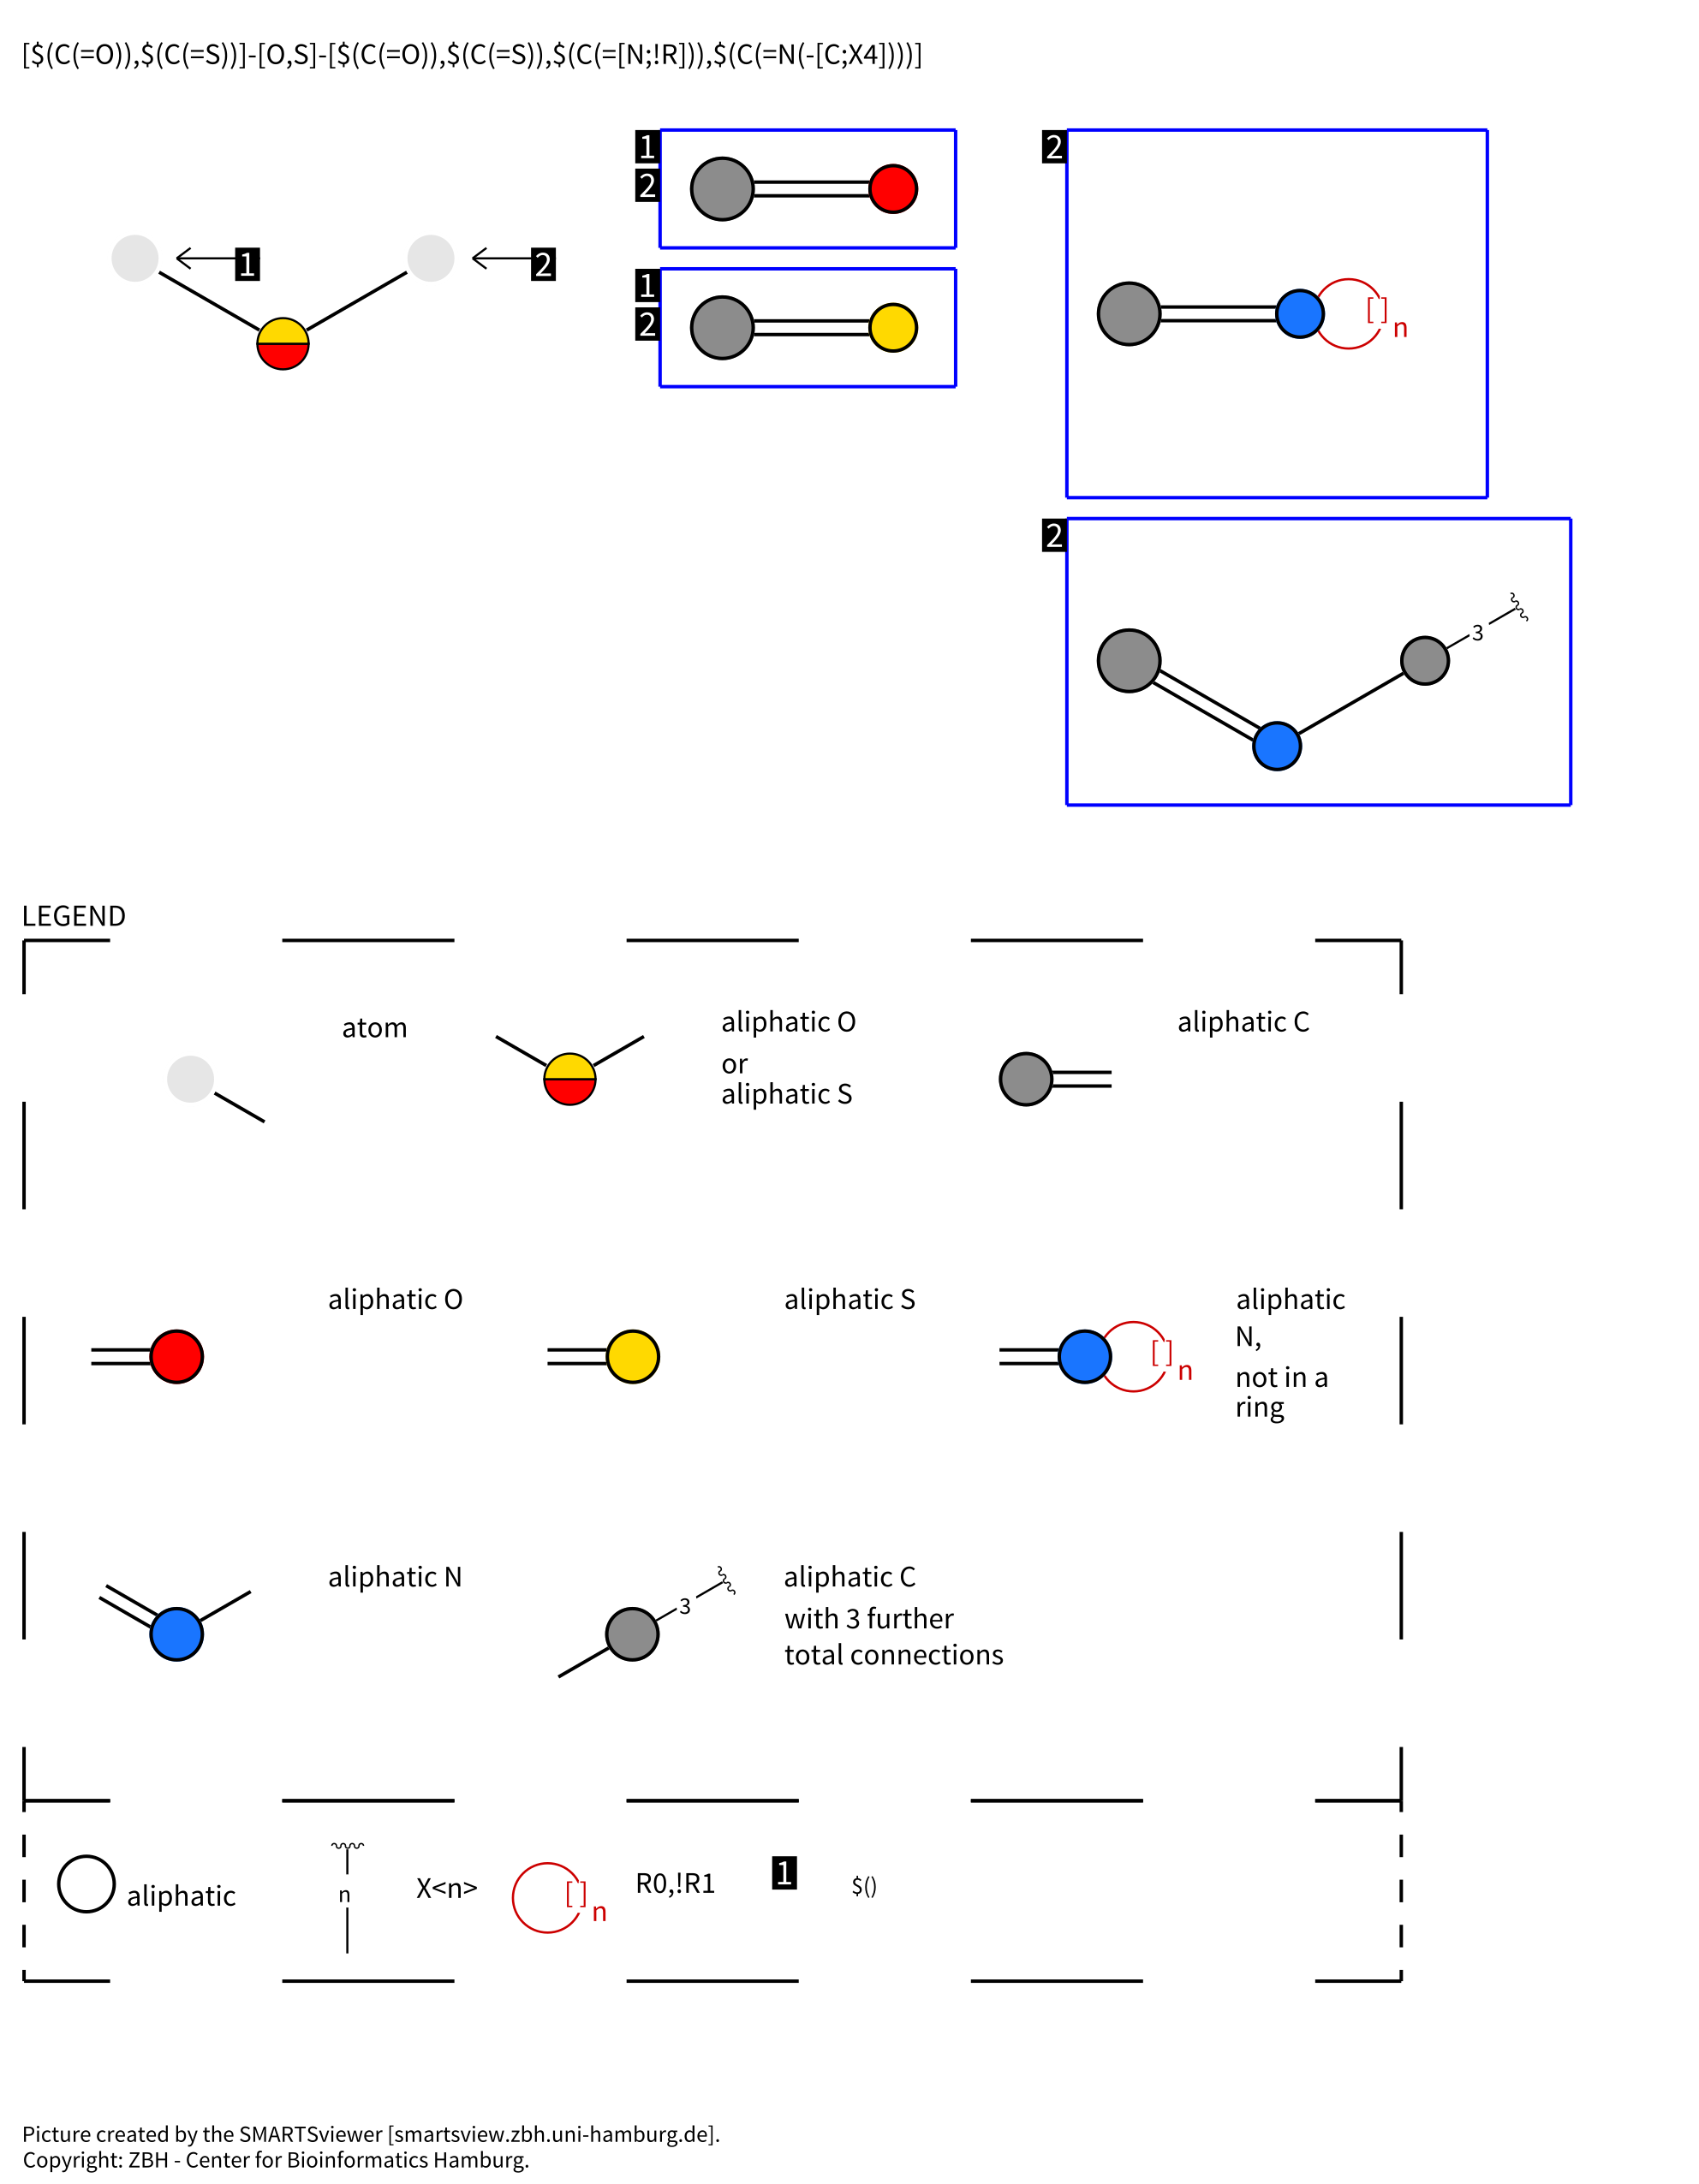 [$(C(=O)),$(C(=S))]-[O,S]-[$(C(=O)),$(C(=S)),$(C(=[N;!R])),$(C(=N(-[C;X4])))]
1
2
1
2
1
2
2
[]
n
2
3
LEGEND
atom
aliphatic O
or
aliphatic S
aliphatic C
aliphatic O
aliphatic S
[]
n
aliphatic
N,
not in a
ring
aliphatic N
3
aliphatic C
with 3 further
total connections
aliphatic
n
X<n>
[]
n
R0,!R1
1
$()
Picture created by the SMARTSviewer [smartsview.zbh.uni-hamburg.de].
Copyright: ZBH - Center for Bioinformatics Hamburg.